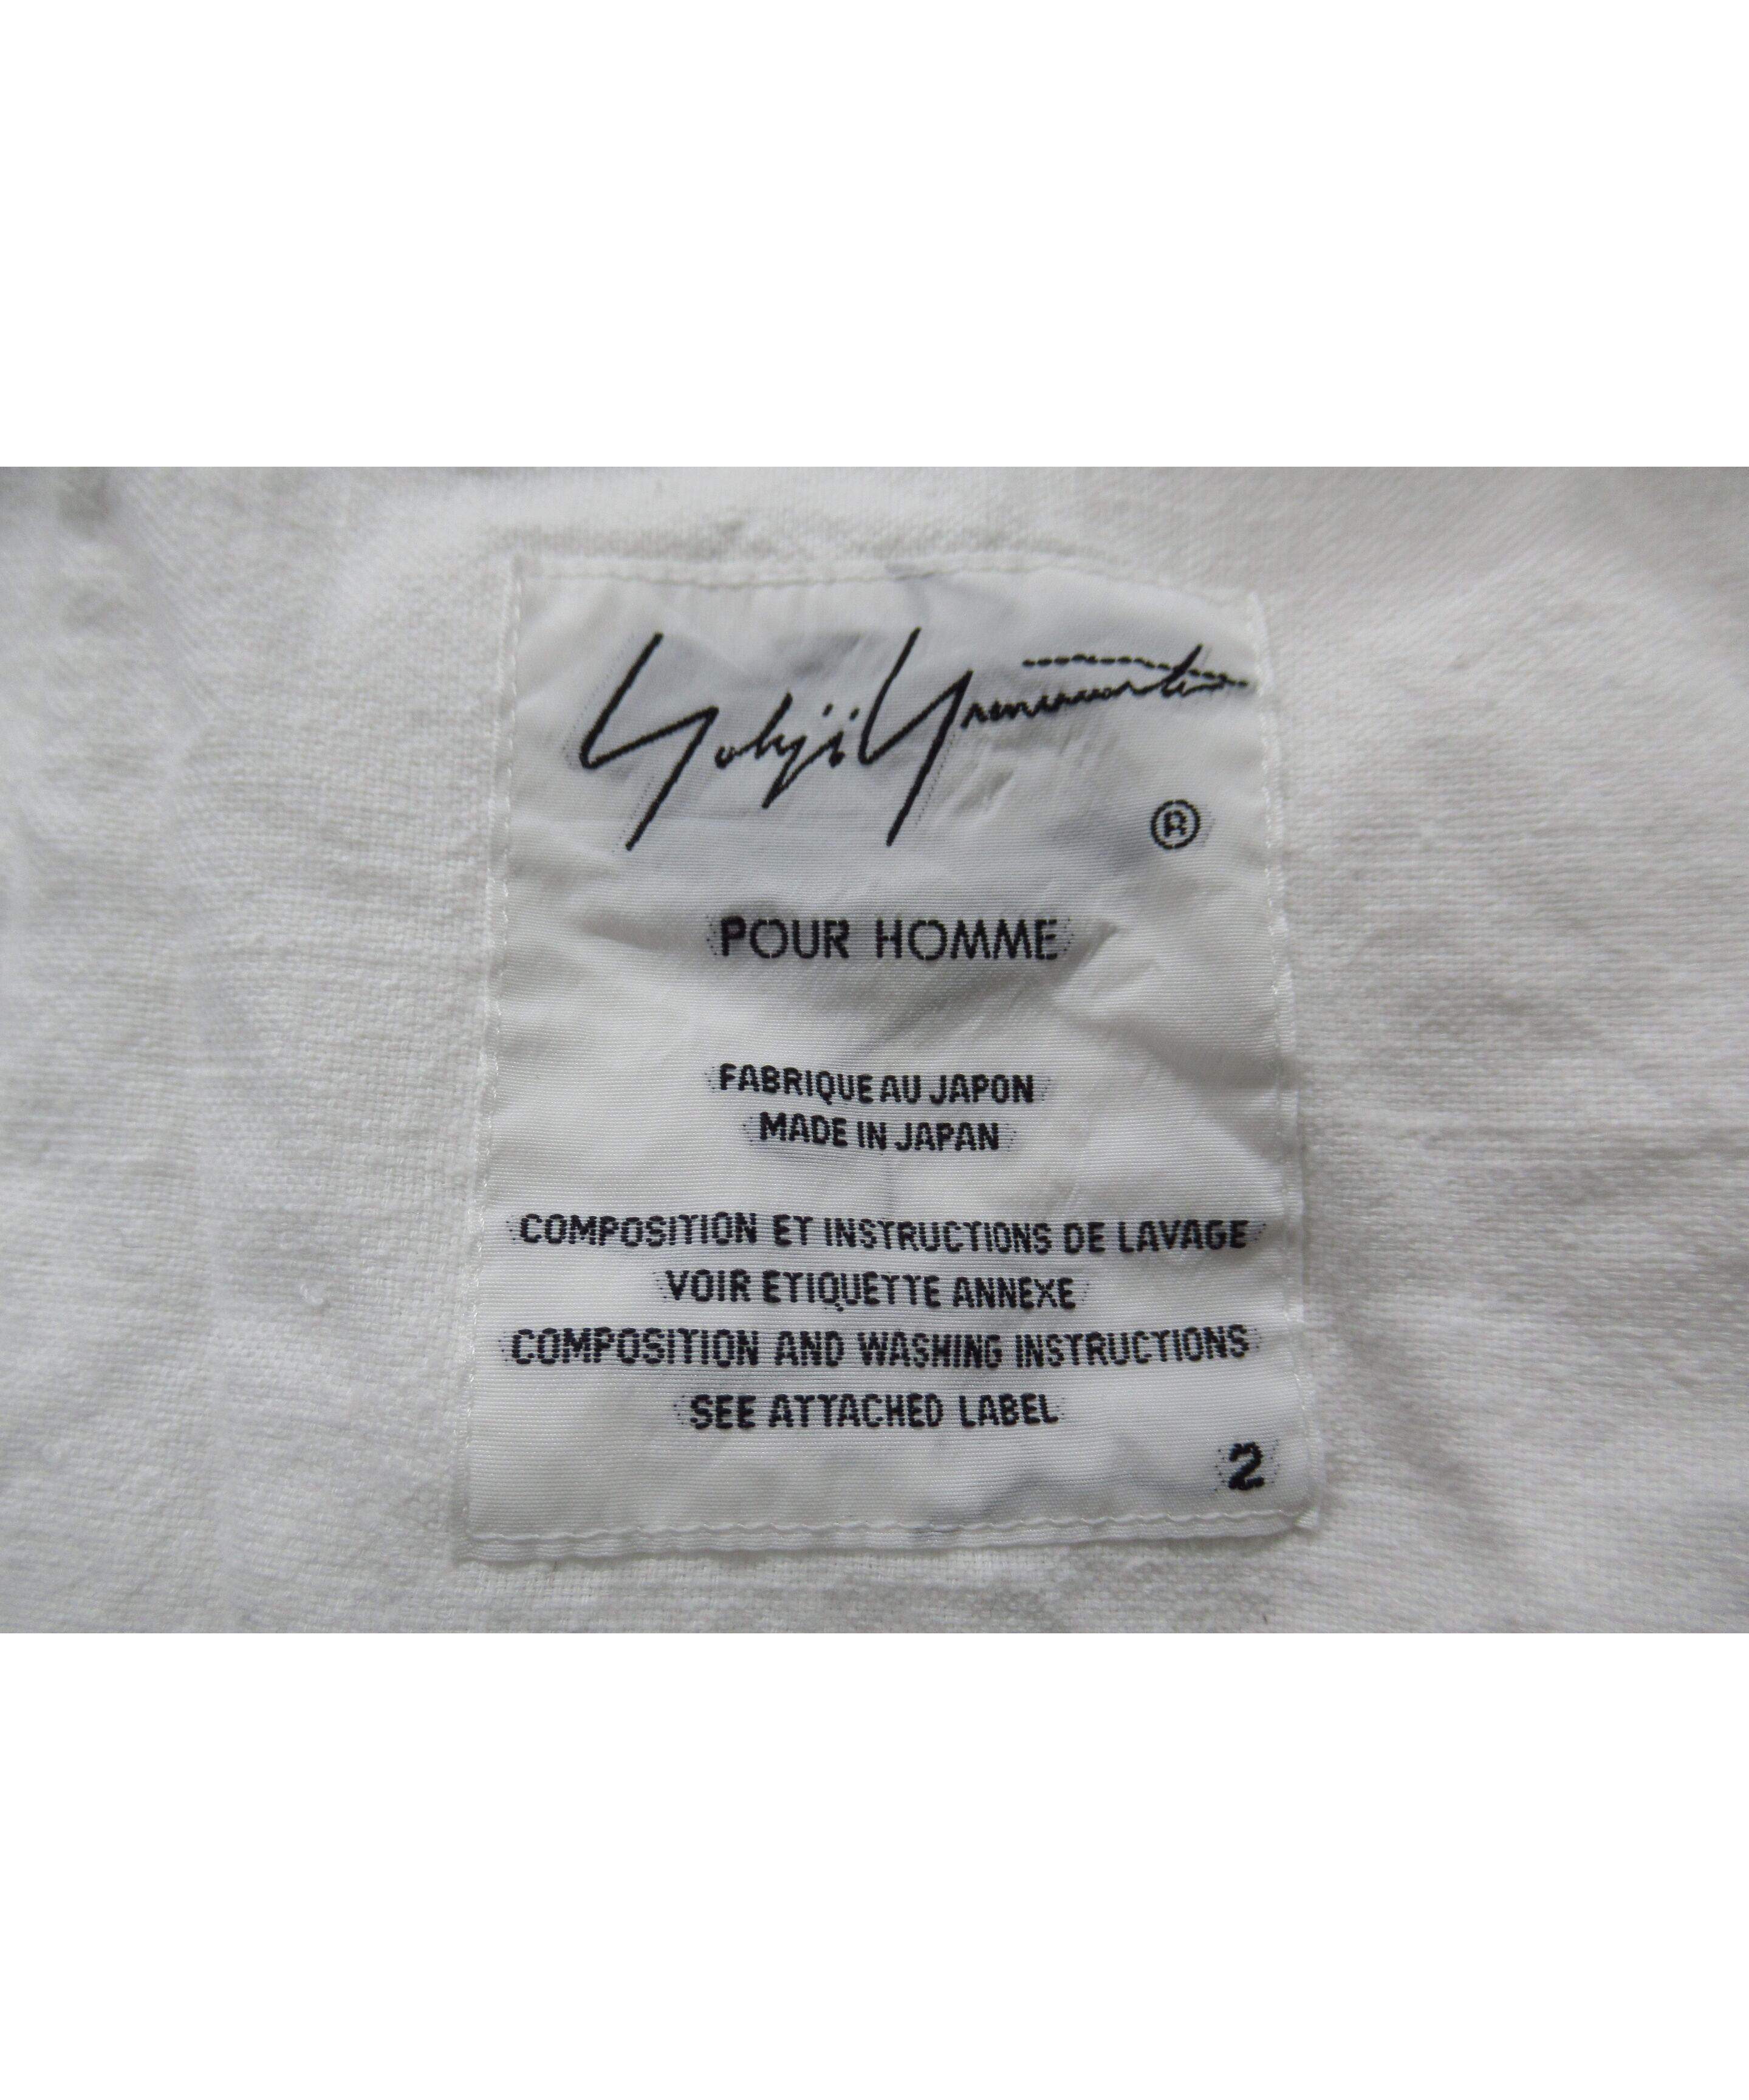 Yohji Yamamoto
®
POUR HOMME
FABRIQUE AU JAPON
MADE IN JAPAN
COMPOSITION ET INSTRUCTIONS DE LAVAGE
VOIR ETIQUETTE ANNEXE
COMPOSITION AND WASHING INSTRUCTIONS
SEE ATTACHED LABEL
2